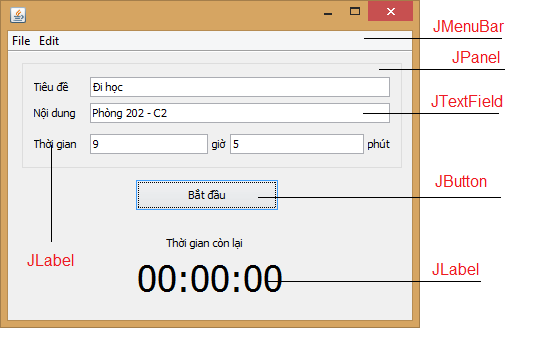 JMenuBar
File Edit
JPanel
Tiêu đề Đi học
JTextField
Nội dung Phòng 202 - C2
Thời gian 9 giờ 5 phút
JButton
Bắt đầu
Thời gian còn lại
JLabel
JLabel
00:00:00